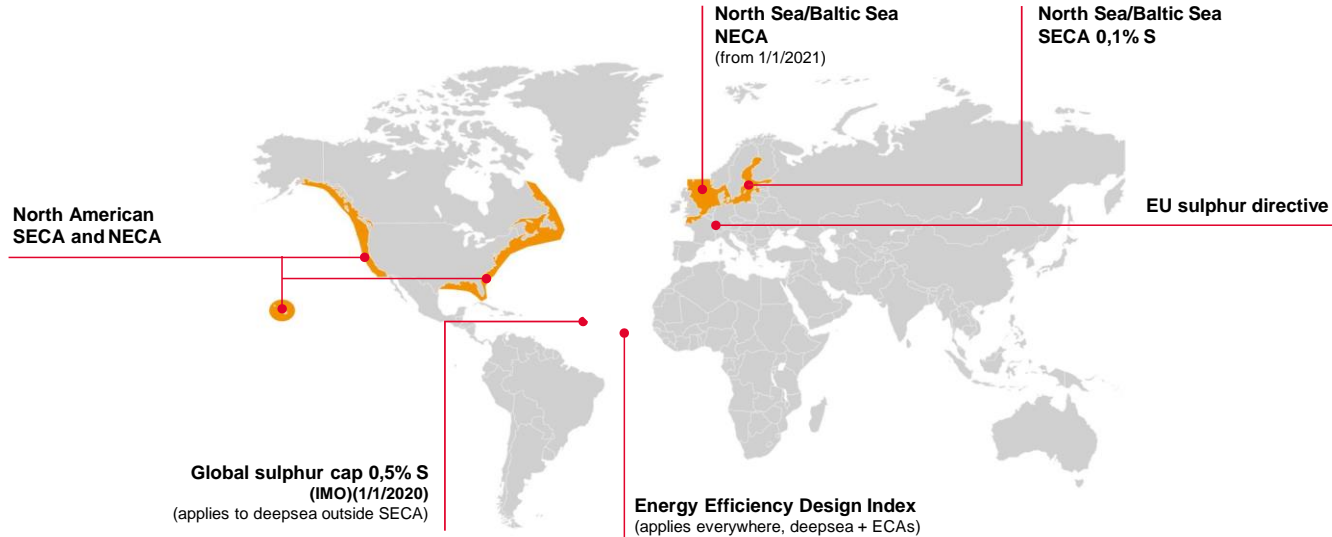 North Sea/Baltic Sea
NECA
(from 1/1/2021)
North Sea/Baltic Sea
SECA 0,1% S
North American
SECA and NECA
EU sulphur directive
Global sulphur cap 0,5% S
(IMO)(1/1/2020)
(applies to deepsea outside SECA)
Energy Efficiency Design Index
(applies everywhere, deepsea + ECAs)